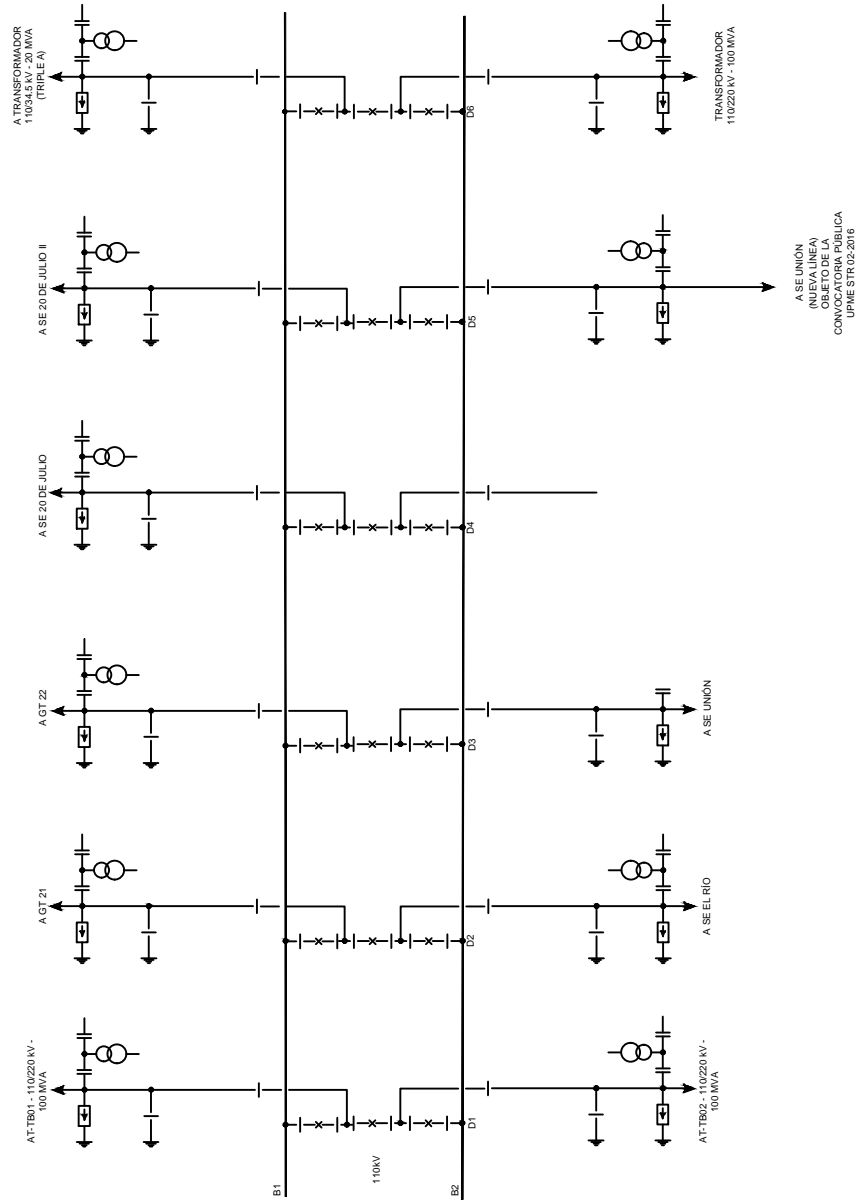 A TRANSFORMADOR
110/34.5 kV - 20 MVA
(TRIPLE A)
A SE 20 DE JULIO II
A SE 20 DE JULIO
A GT 22
A GT 21
AT-TB01 - 110/220 kV -
100 MVA
B1
110kV
B2
D6
D5
D4
D3
D2
D1
TRANSFORMADOR
110/220 kV - 100 MVA
A SE UNIÓN
(NUEVA LÍNEA)
OBJETO DE LA
CONVOCATORIA PÚBLICA
UPME STR 02-2016
A SE UNIÓN
A SE EL RÍO
AT-TB02 - 110/220 kV -
100 MVA